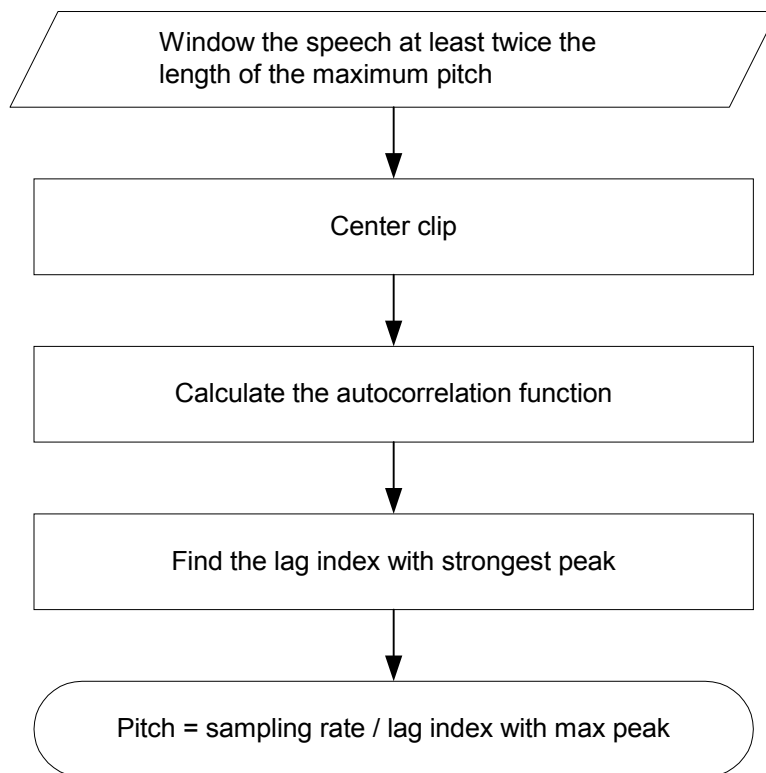 Window the speech at least twice the
length of the maximum pitch
Center clip
Calculate the autocorrelation function
Find the lag index with strongest peak
Pitch = sampling rate / lag index with max peak